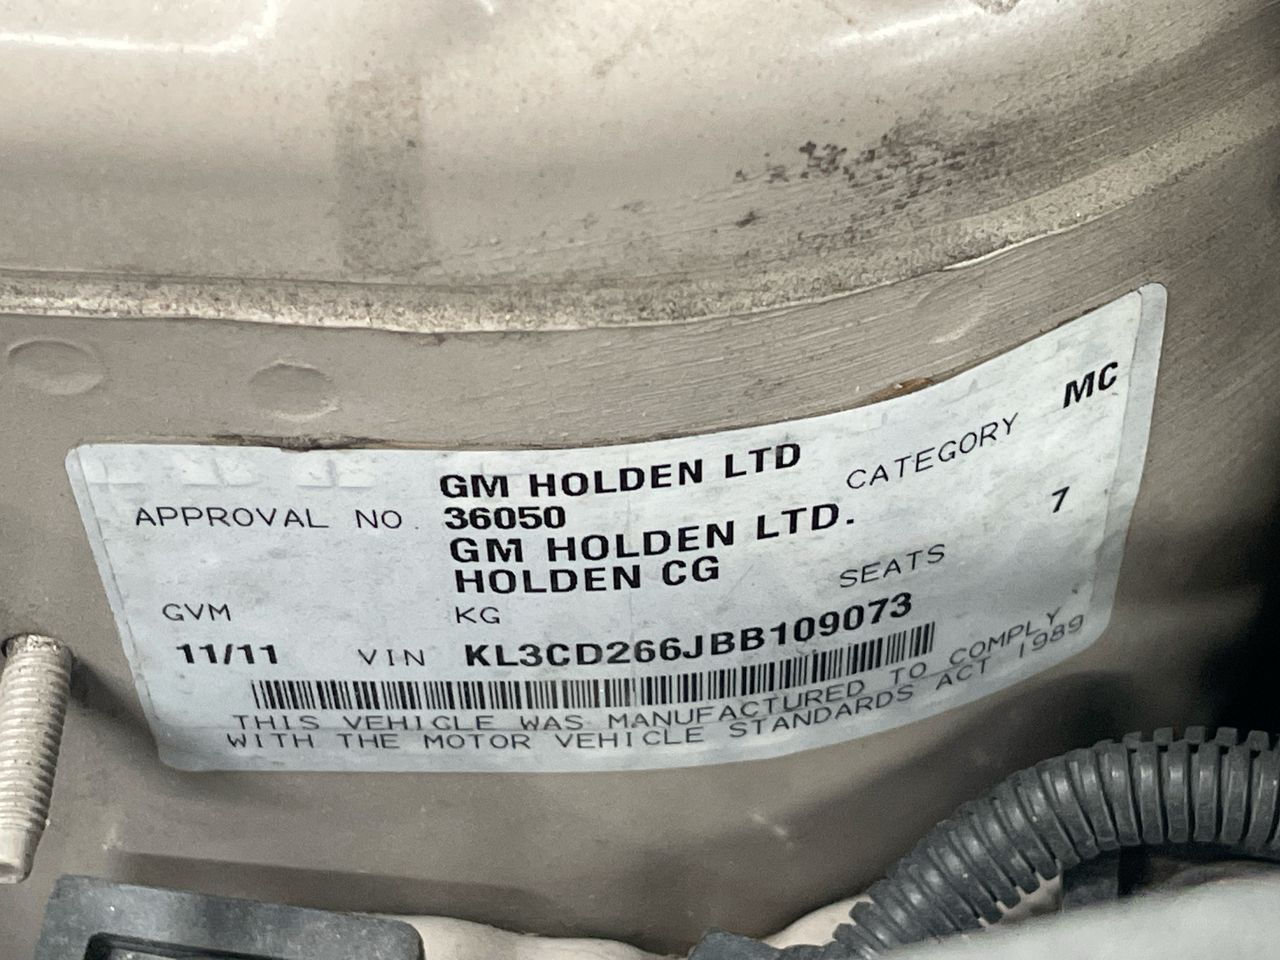 GM HOLDEN LTD
APPROVAL NO. 36050 CATEGORY MC
GM HOLDEN LTD.
HOLDEN CG SEATS 7
GVM KG
11/11 VIN KL3CD266JBB109073
THIS VEHICLE WAS MANUFACTURED TO COMPLY
WITH THE MOTOR VEHICLE STANDARDS ACT 1989